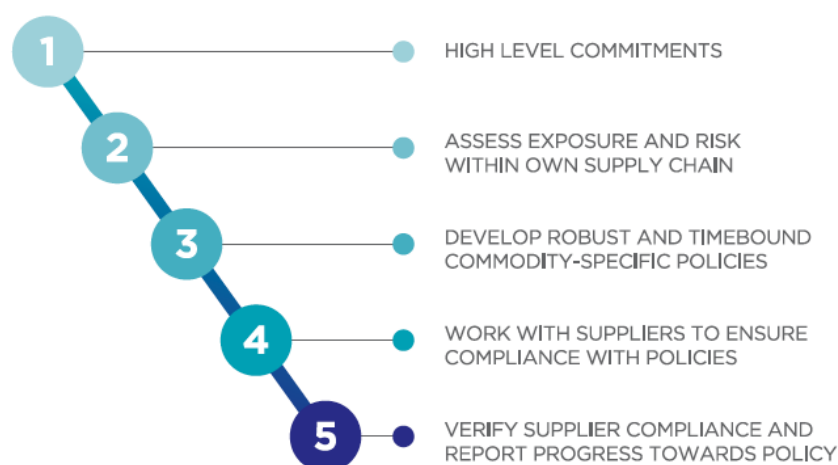 1
HIGH LEVEL COMMITMENTS
2
ASSESS EXPOSURE AND RISK
WITHIN OWN SUPPLY CHAIN
3
DEVELOP ROBUST AND TIMEBOUND
COMMODITY-SPECIFIC POLICIES
4
WORK WITH SUPPLIERS TO ENSURE
COMPLIANCE WITH POLICIES
5
VERIFY SUPPLIER COMPLIANCE AND
REPORT PROGRESS TOWARDS POLICY